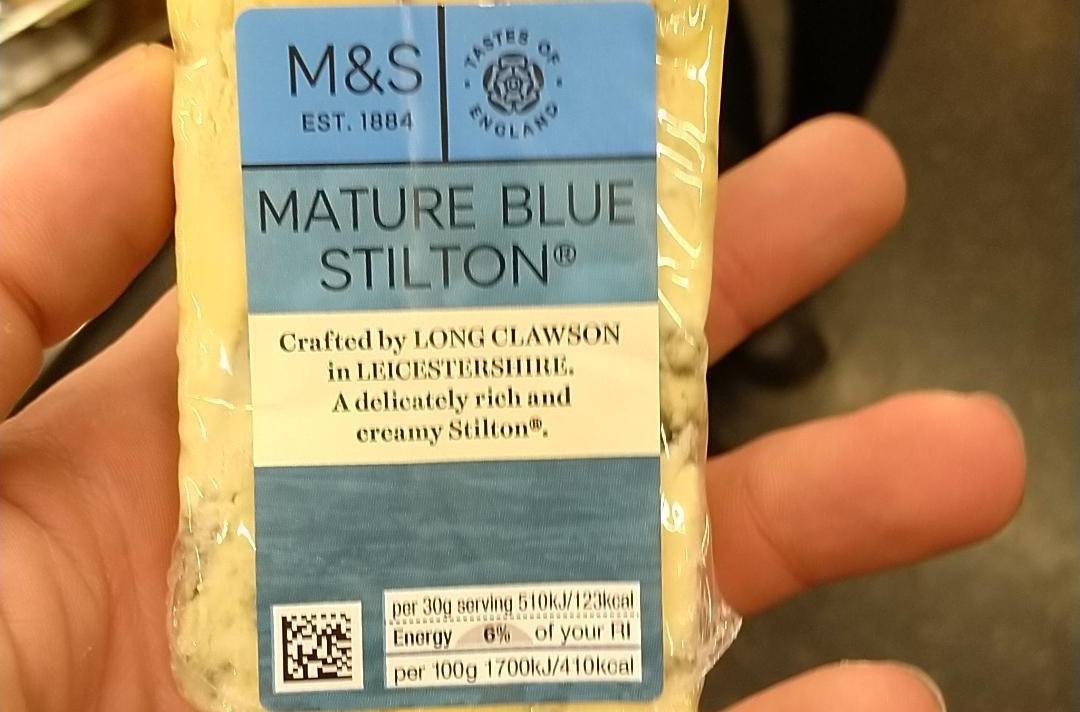 M&S
EST. 1884
TASTES OF
ENGLAND
MATURE BLUE
STILTON®
Crafted by LONG CLAWSON
in LEICESTERSHIRE.
A delicately rich and
creamy Stilton®.
per 30g serving 510kJ/123kcal
Energy 6% of your RI
per 100g 1700kJ/410kcal